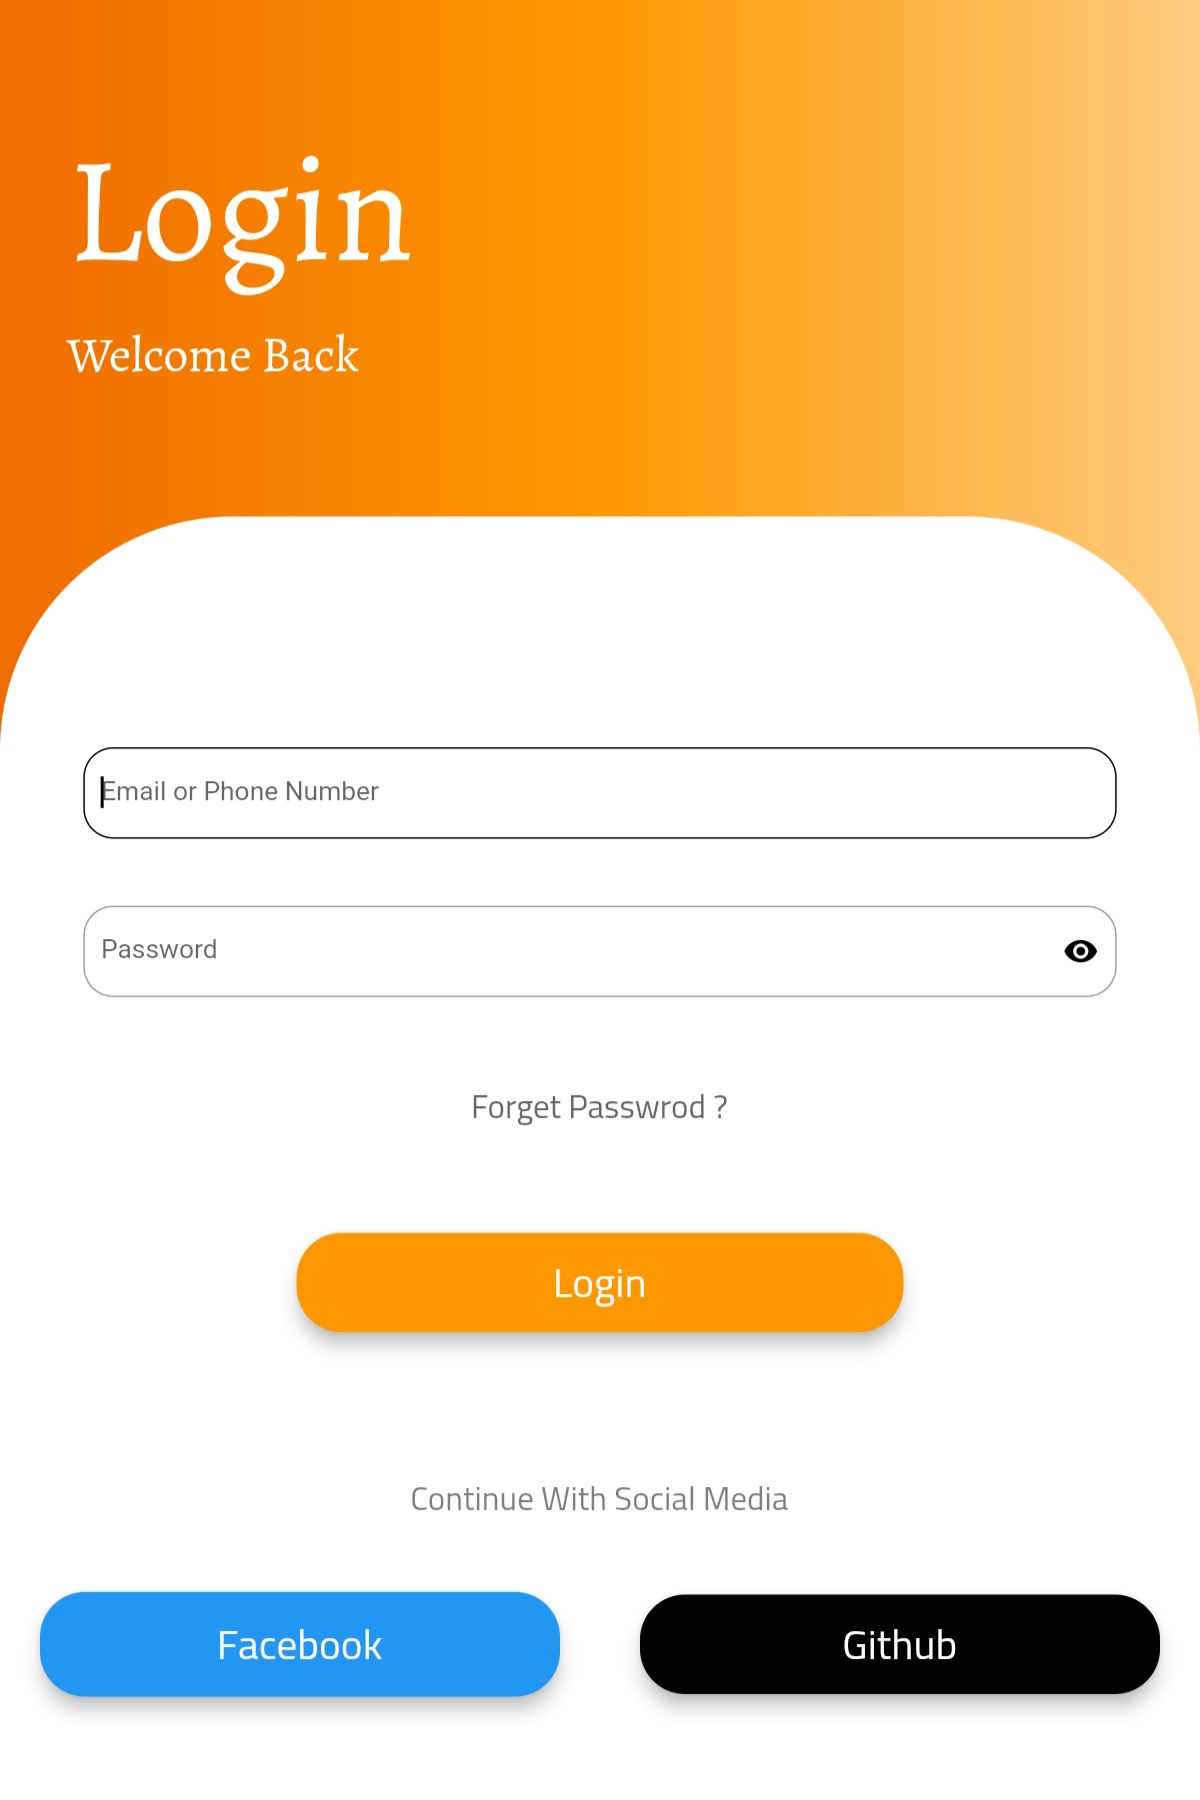 Login
Welcome Back
Email or Phone Number
Password
Forget Passwrod ?
Login
Continue With Social Media
Facebook
Github